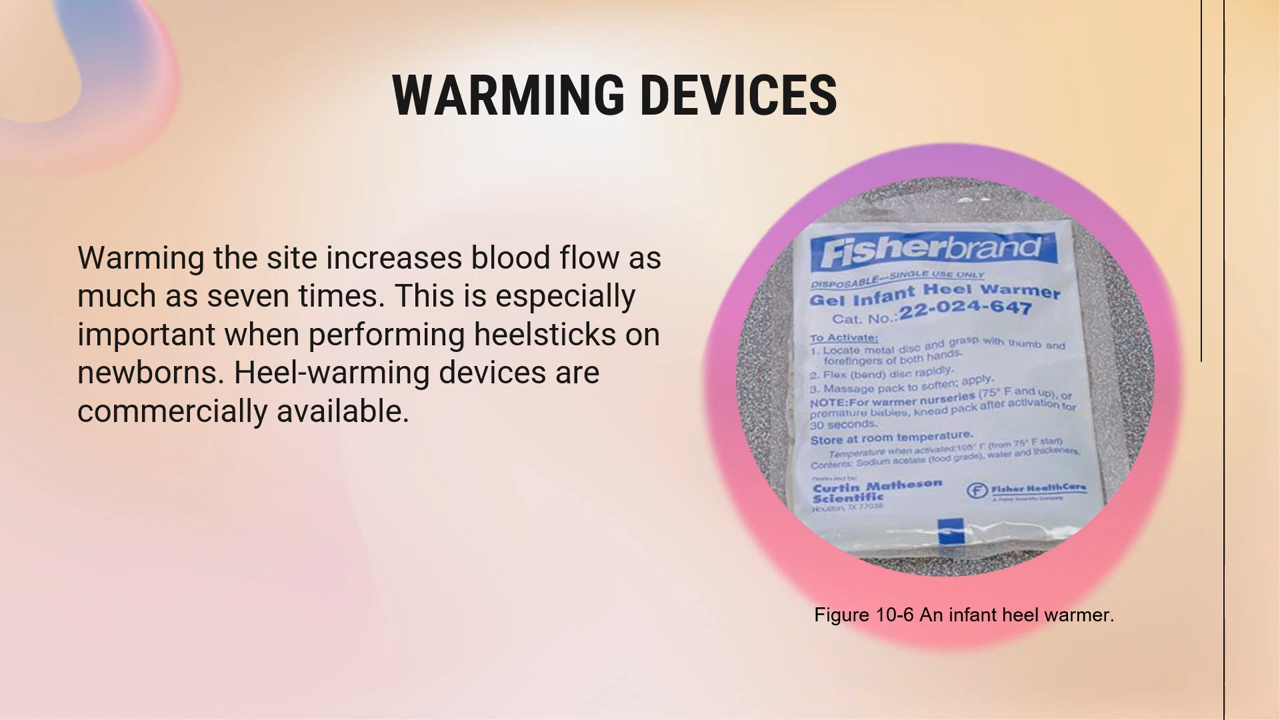 WARMING DEVICES
Warming the site increases blood flow as
much as seven times. This is especially
important when performing heelsticks on
newborns. Heel-warming devices are
commercially available.
Fisherbrand
DISPOSABLE—SINGLE USE ONLY
Gel Infant Heel Warmer
Cat. No.:22-024-647
To Activate:
1. Locate metal disc and grasp with thumb and
forefingers of both hands.
2. Flex (bend) disc rapidly.
3. Massage pack to soften; apply.
NOTE:For warmer nurseries (75° F and up), or
premature babies, knead pack after activation for
30 seconds.
Store at room temperature.
Temperature when activated:105° F (from 75° F start)
Contents: Sodium acetate (food grade), water and thickeners.
Distributed by:
Curtin Matheson
Scientific
Houston, TX 77038
F Fisher HealthCare
A Fisher Scientific Company
Figure 10-6 An infant heel warmer.